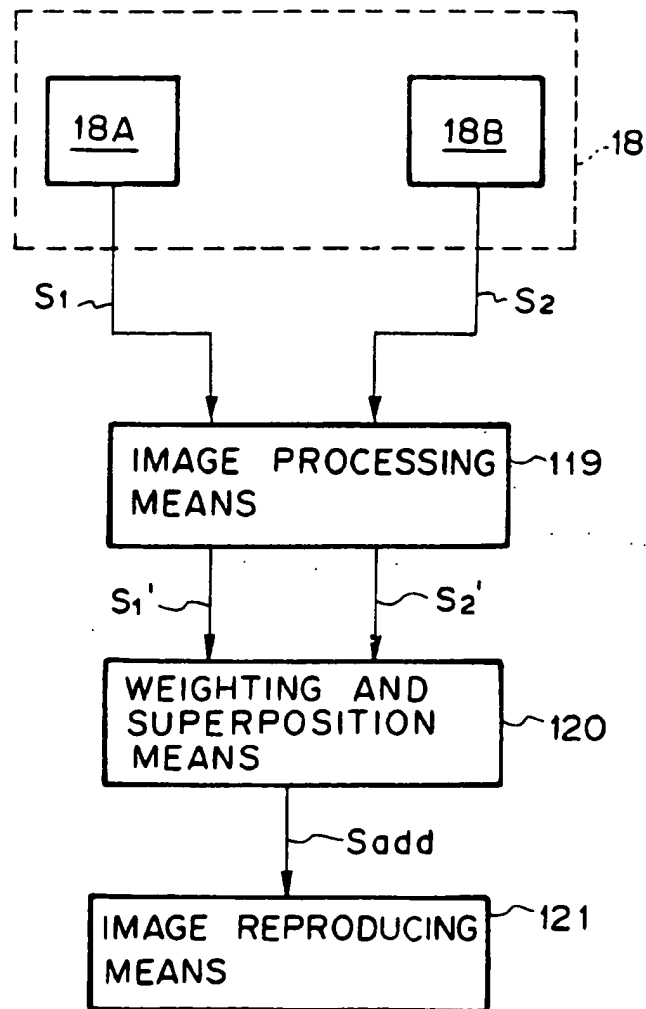 18A
18B
18
S1
S2
IMAGE PROCESSING
MEANS
119
S1'
S2'
WEIGHTING AND
SUPERPOSITION
MEANS
120
Sadd
IMAGE REPRODUCING
MEANS
121